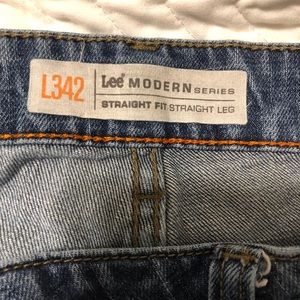 L342
Lee® MODERN SERIES
STRAIGHT FIT STRAIGHT LEG